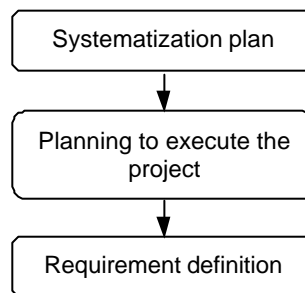 Systematization plan
Planning to execute the
project
Requirement definition